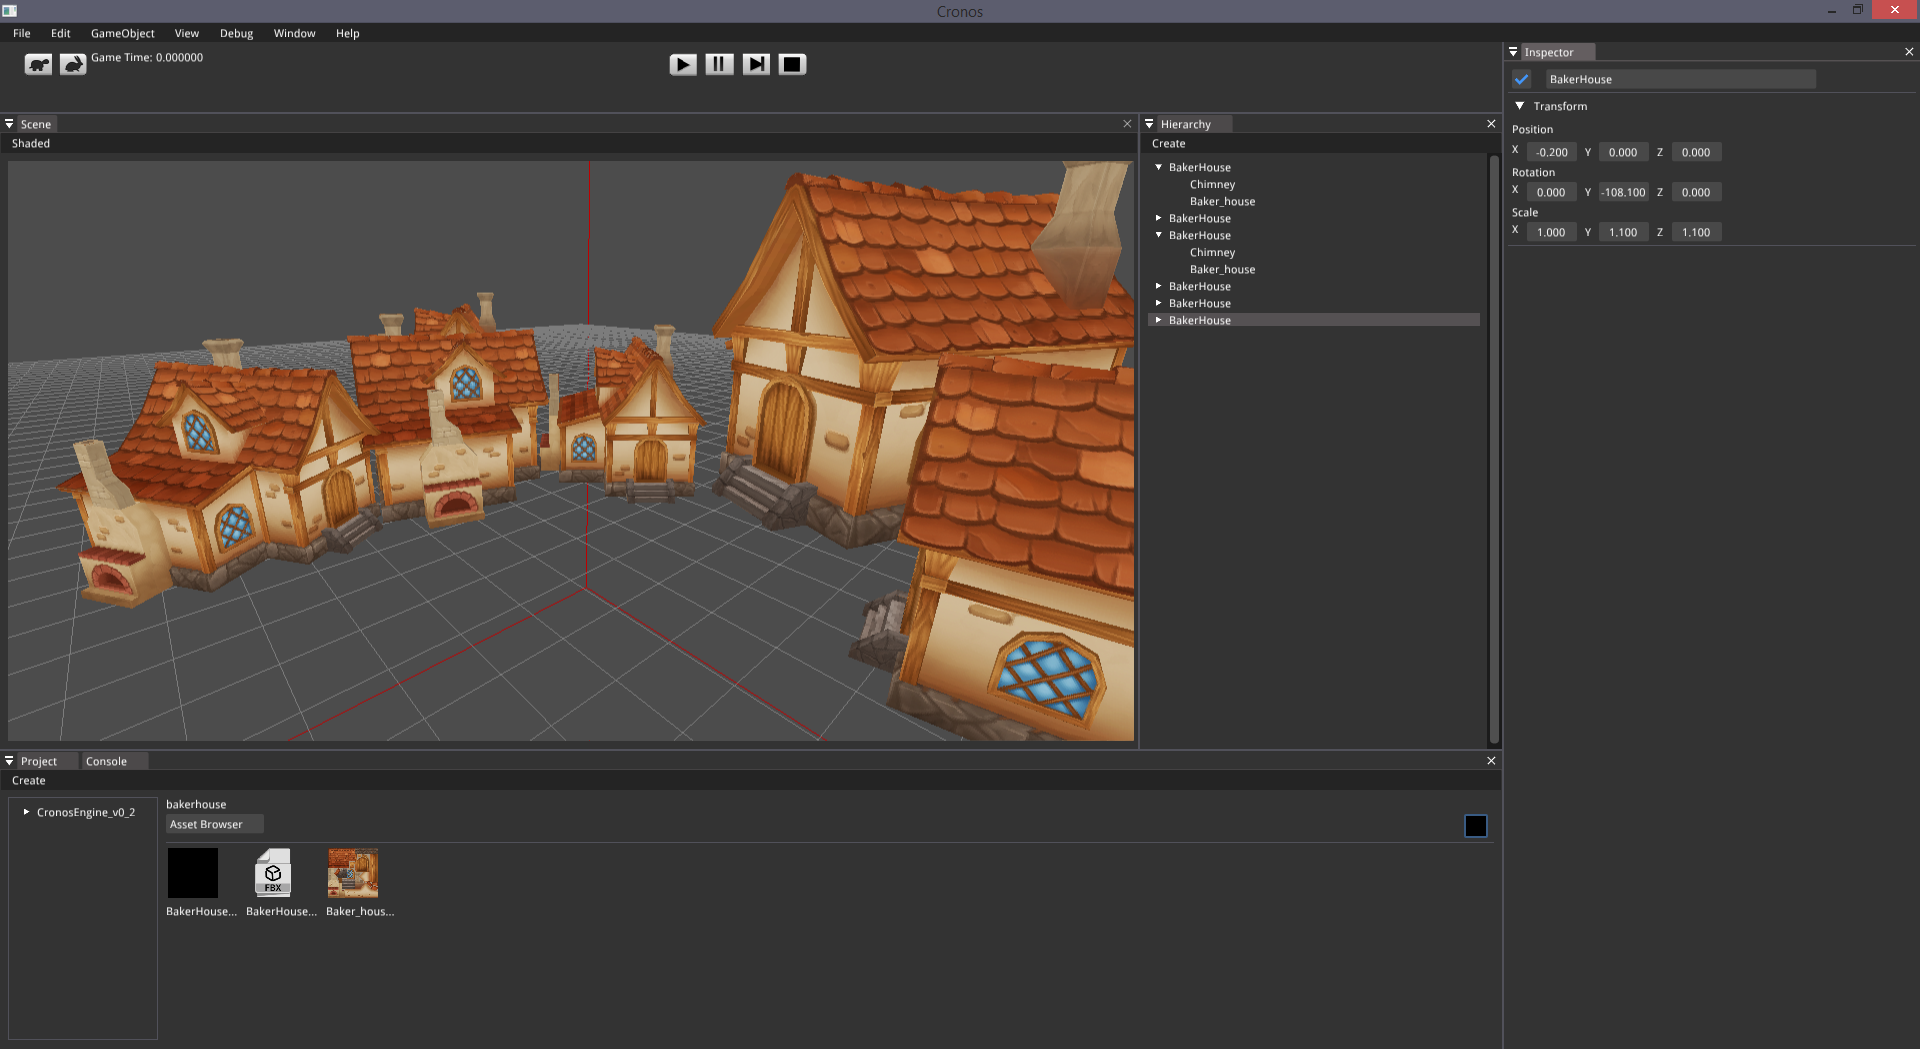 Cronos
File Edit GameObject View Debug Window Help
Game Time: 0.000000
Scene
Shaded
Hierarchy
Create
BakerHouse
Chimney
Baker_house
BakerHouse
BakerHouse
Chimney
Baker_house
BakerHouse
BakerHouse
BakerHouse
Inspector
BakerHouse
Transform
Position
X -0.200 Y 0.000 Z 0.000
Rotation
X 0.000 Y -108.100 Z 0.000
Scale
X 1.000 Y 1.100 Z 1.100
Project Console
Create
CronosEngine_v0_2
bakerhouse
Asset Browser
FBX
BakerHouse... BakerHouse... Baker_hous...